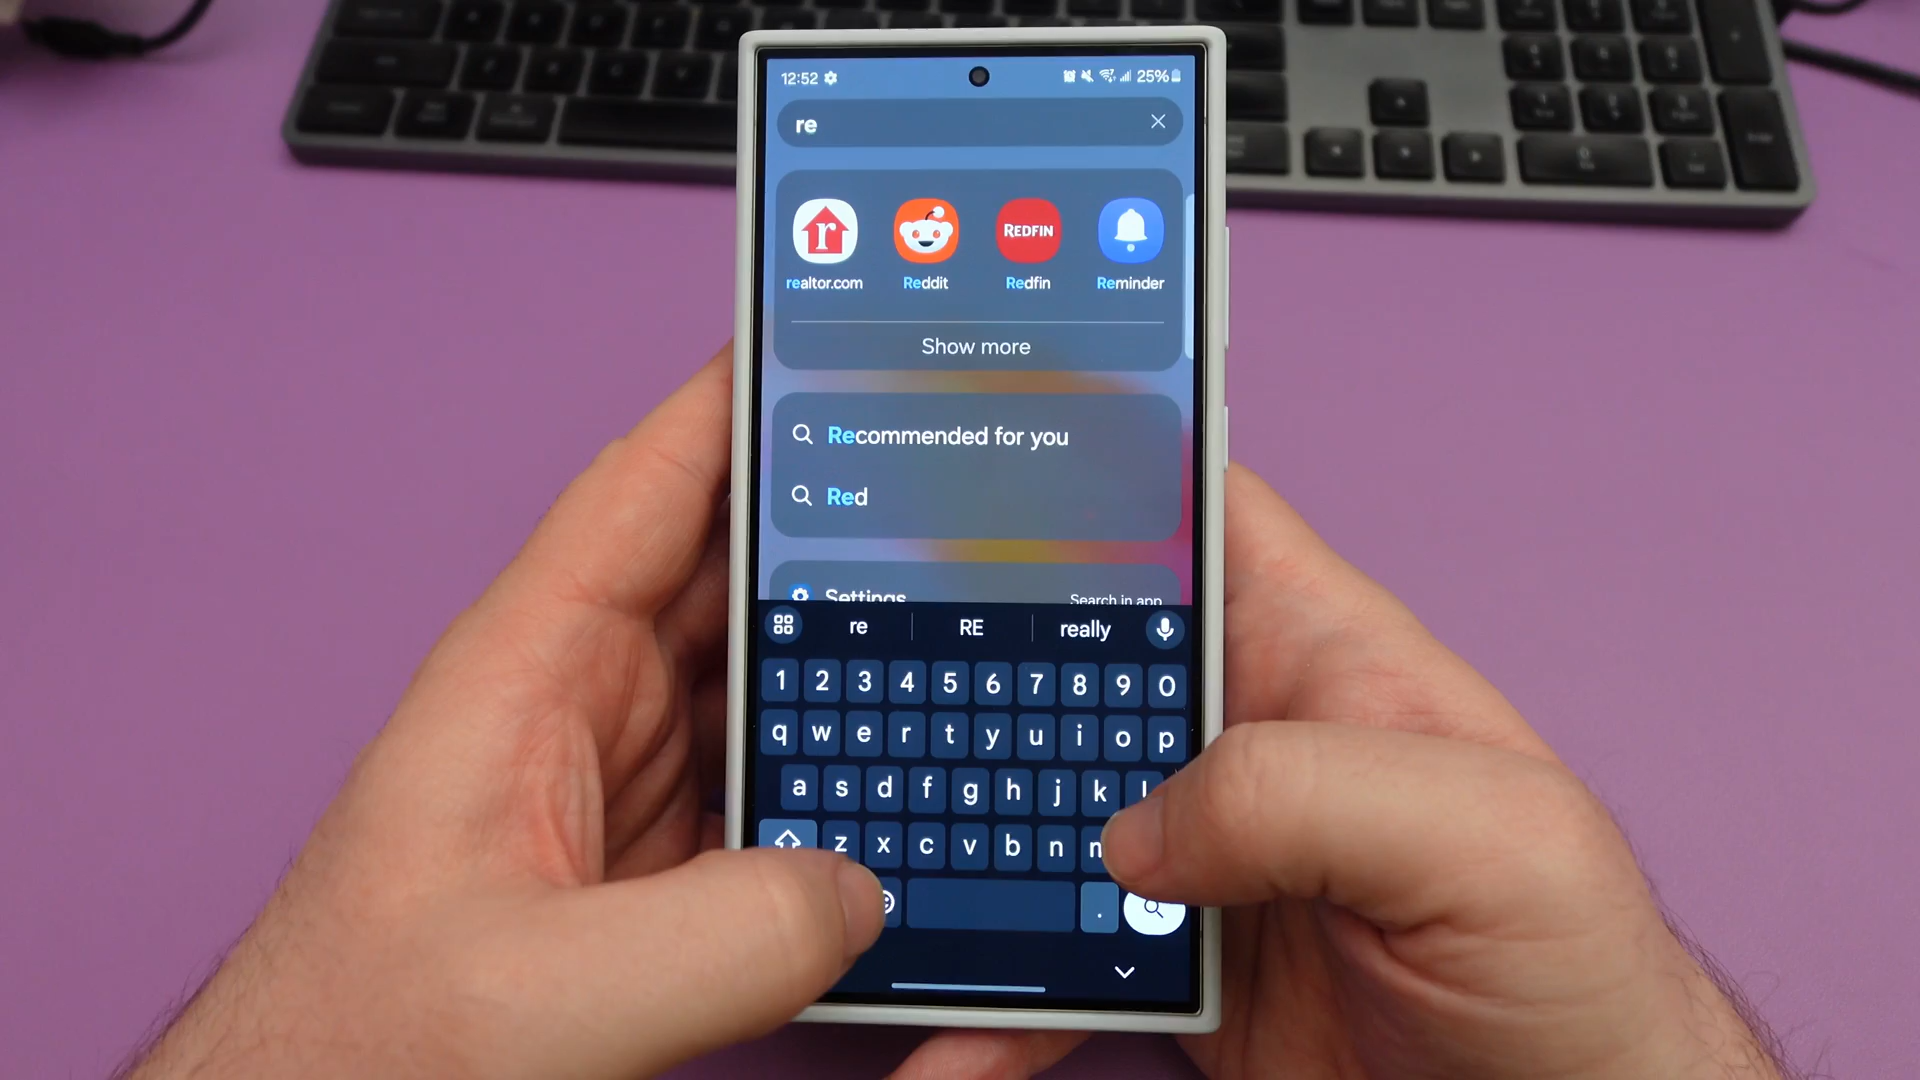 12:52 25%
re
r REDFIN
realtor.com Reddit Redfin Reminder
Show more
Recommended for you
Red
Settings Search in app
re RE really
1 2 3 4 5 6 7 8 9 0
q w e r t y u i o p
a s d f g h j k
z x c v b n
.